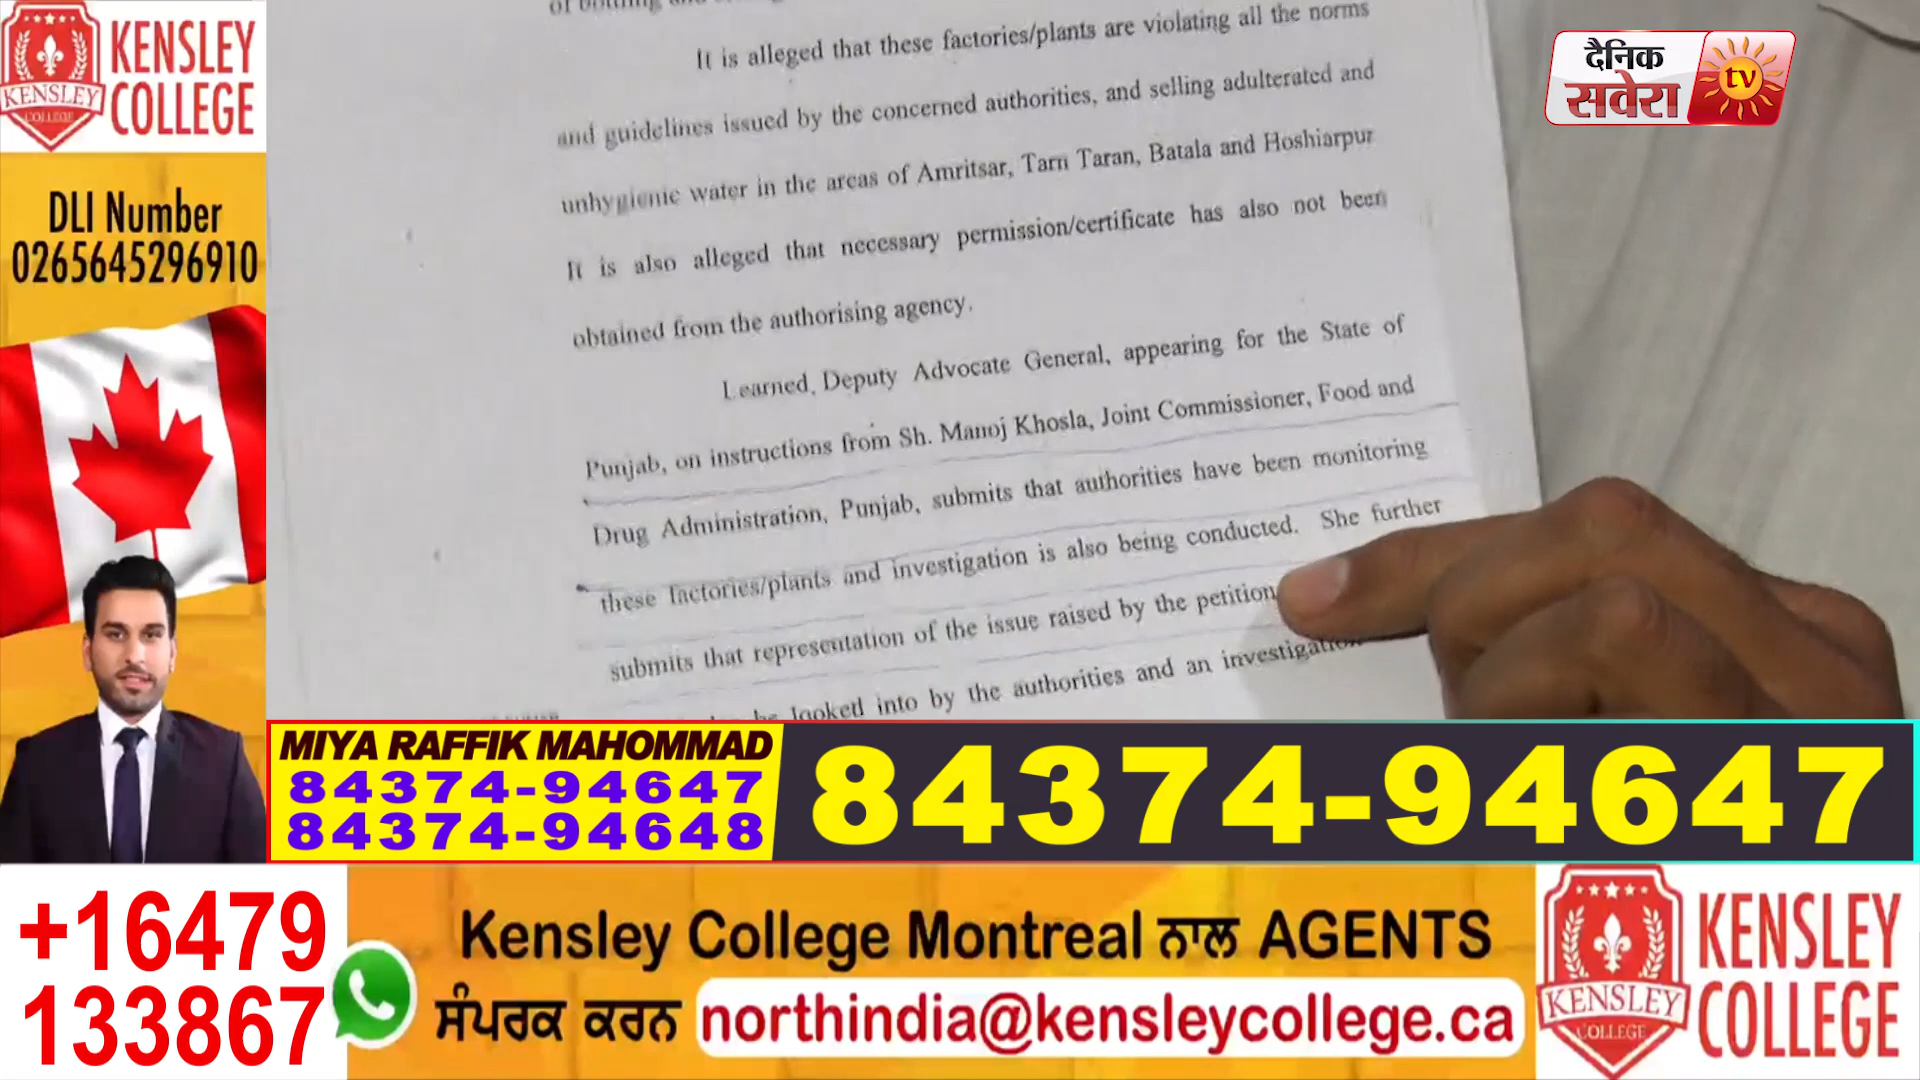 KENSLEY
COLLEGE
KENSLEY
COLLEGE
DLI Number
0265645296910
It is alleged that these factories/plants are violating all the norms
and guidelines issued by the concerned authorities, and selling adulterated and
unhygienic water in the areas of Amritsar, Tarn Taran, Batala and Hoshiarpur
It is also alleged that necessary permission/certificate has also not been
obtained from the authorising agency.
Learned Deputy Advocate General, appearing for the State of
Punjab, on instructions from Sh. Manoj Khosla, Joint Commissioner, Food and
Drug Administration, Punjab, submits that authorities have been monitoring
these factories/plants and investigation is also being conducted. She further
submits that representation of the issue raised by the petition
be looked into by the authorities and an investigation
दैनिक
सवेरा
tv
MIYA RAFFIK MAHOMMAD
84374-94647
84374-94648
84374-94647
+16479
133867
Kensley College Montreal ਨਾਲ AGENTS
ਸੰਪਰਕ ਕਰਨ northindia@kensleycollege.ca
KENSLEY
COLLEGE
KENSLEY
COLLEGE